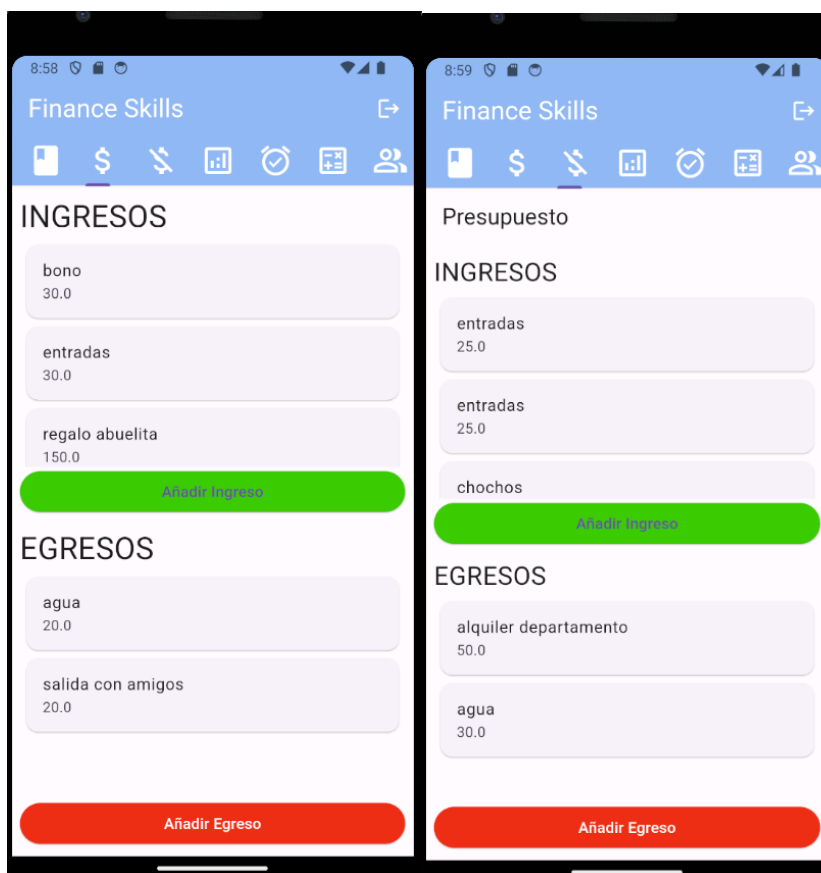 8:58
Finance Skills
INGRESOS
bono
30.0
entradas
30.0
regalo abuelita
150.0
Añadir Ingreso
EGRESOS
agua
20.0
salida con amigos
20.0
Añadir Egreso
8:59
Finance Skills
Presupuesto
INGRESOS
entradas
25.0
entradas
25.0
chochos
Añadir Ingreso
EGRESOS
alquiler departamento
50.0
agua
30.0
Añadir Egreso